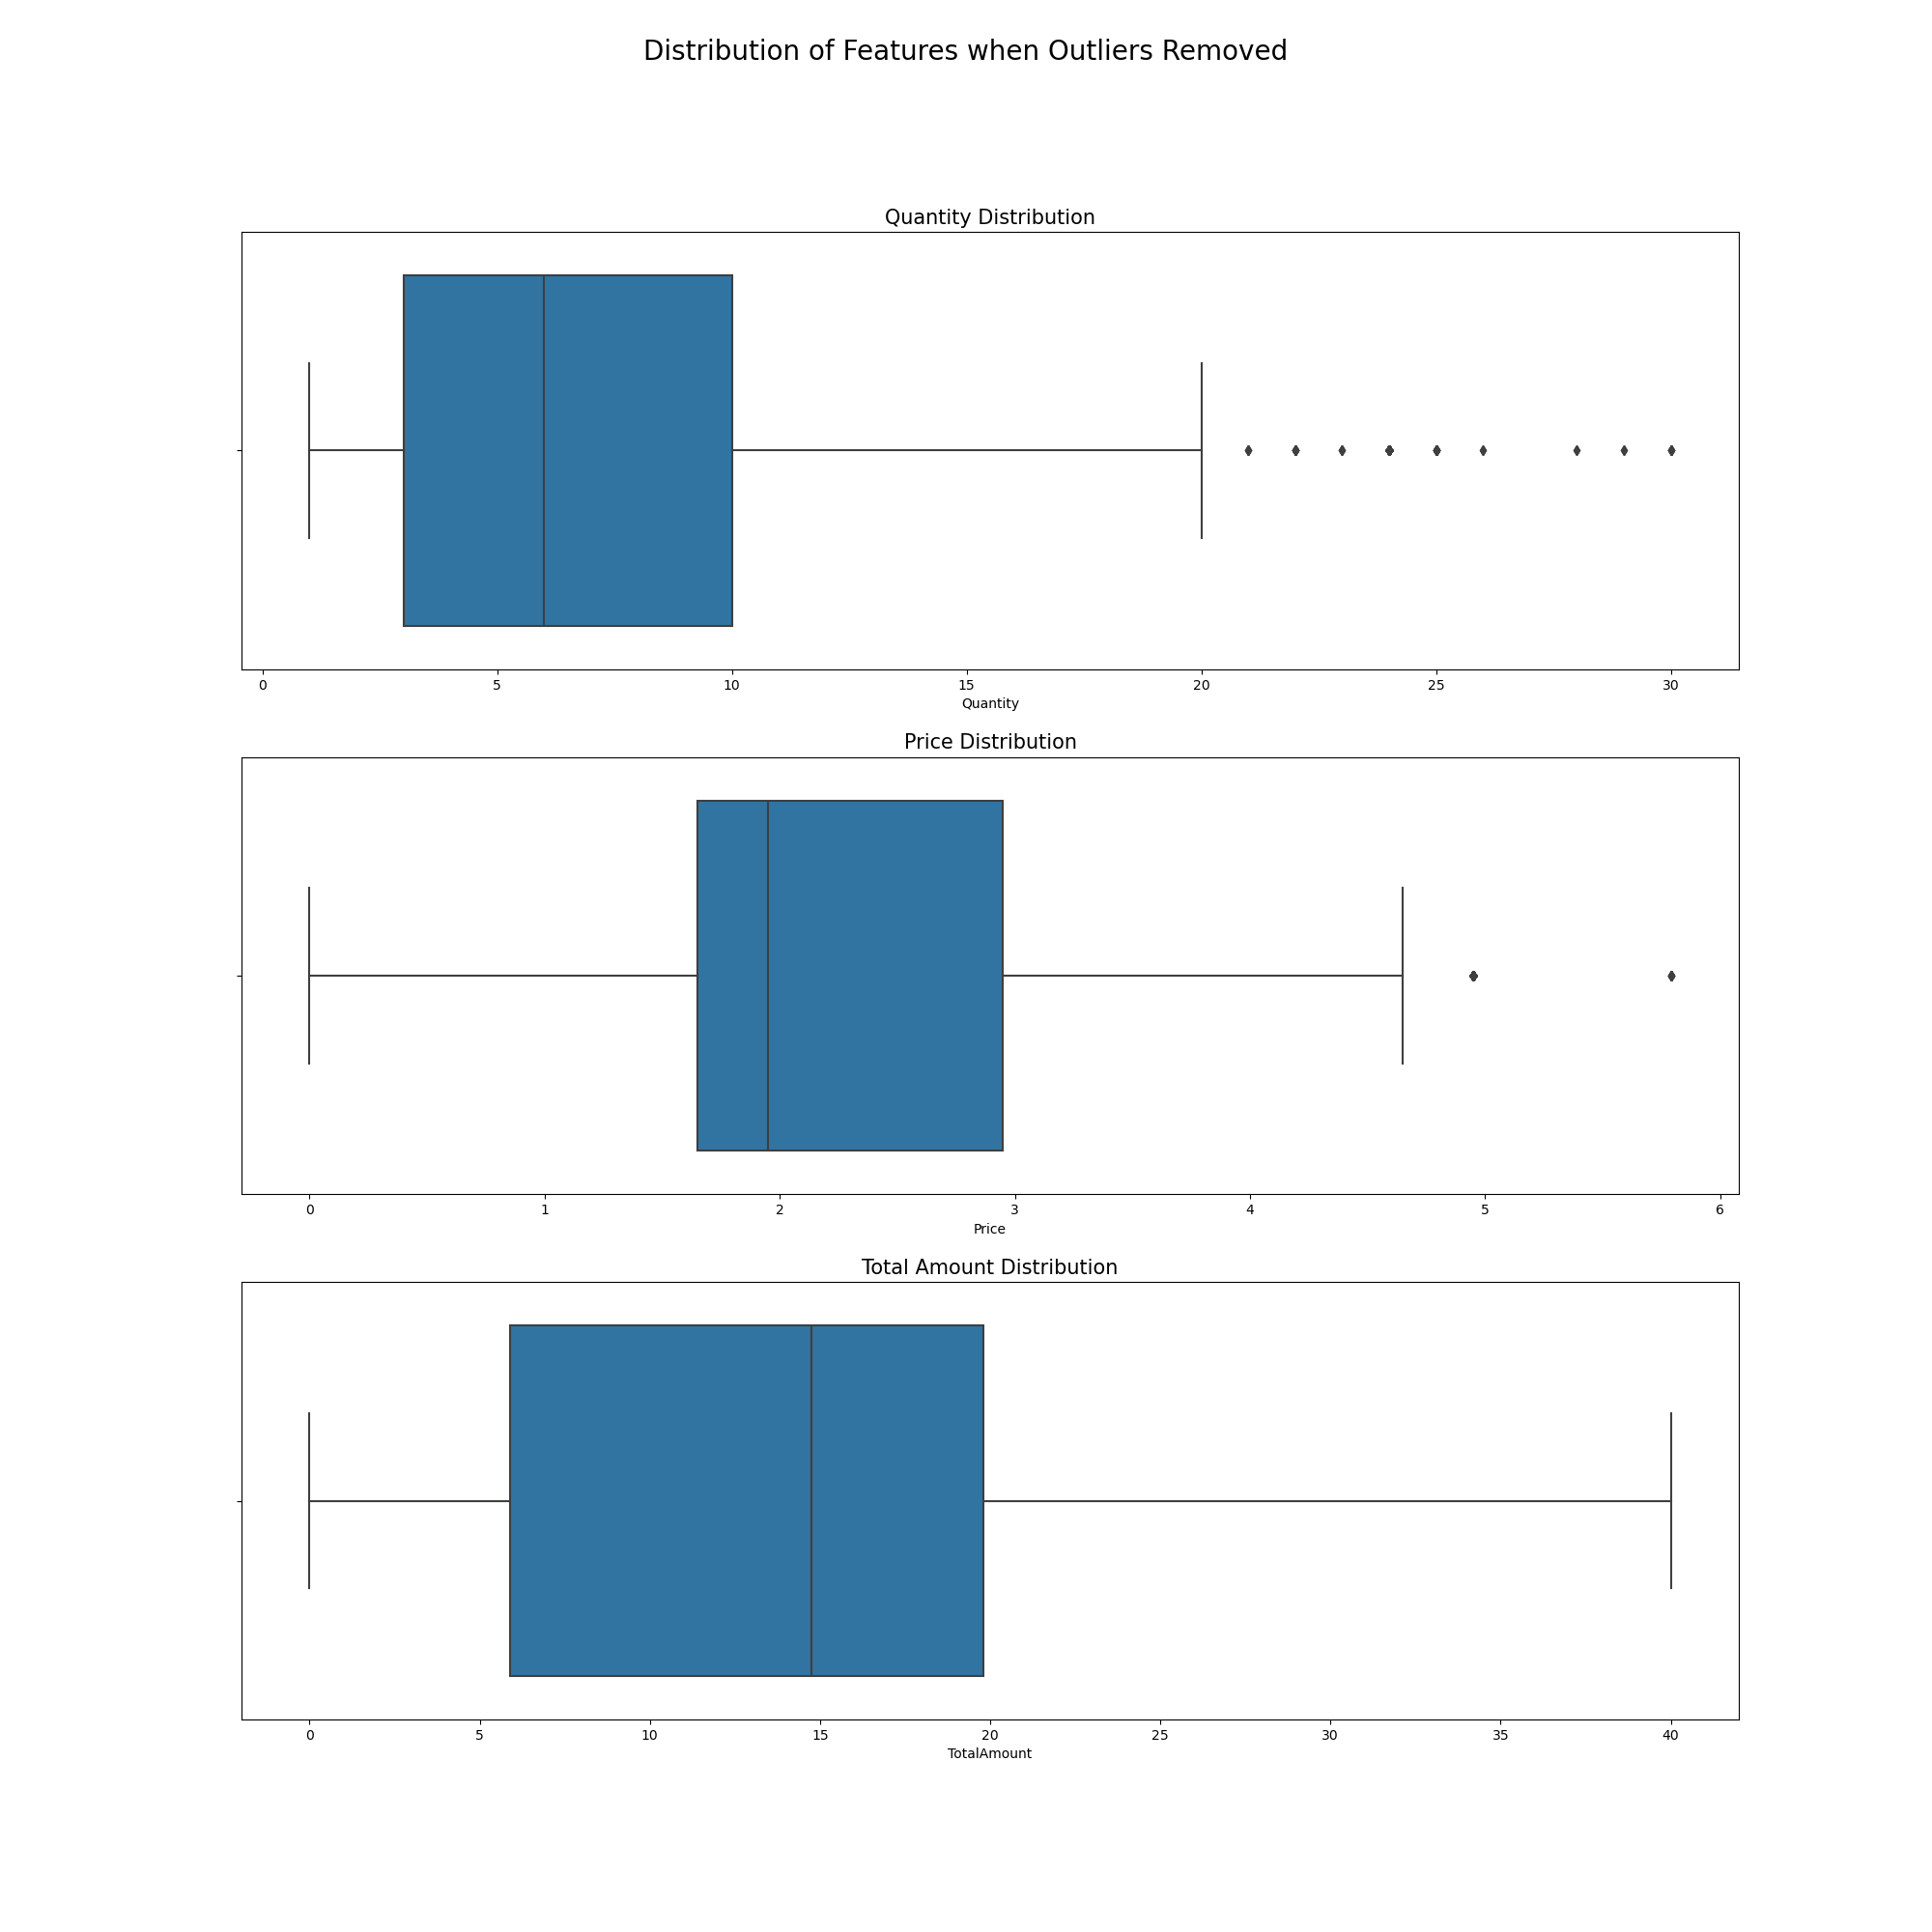 Distribution of Features when Outliers Removed
Quantity Distribution
0 5 10 15 20 25 30
Quantity
Price Distribution
0 1 2 3 4 5 6
Price
Total Amount Distribution
0 5 10 15 20 25 30 35 40
TotalAmount